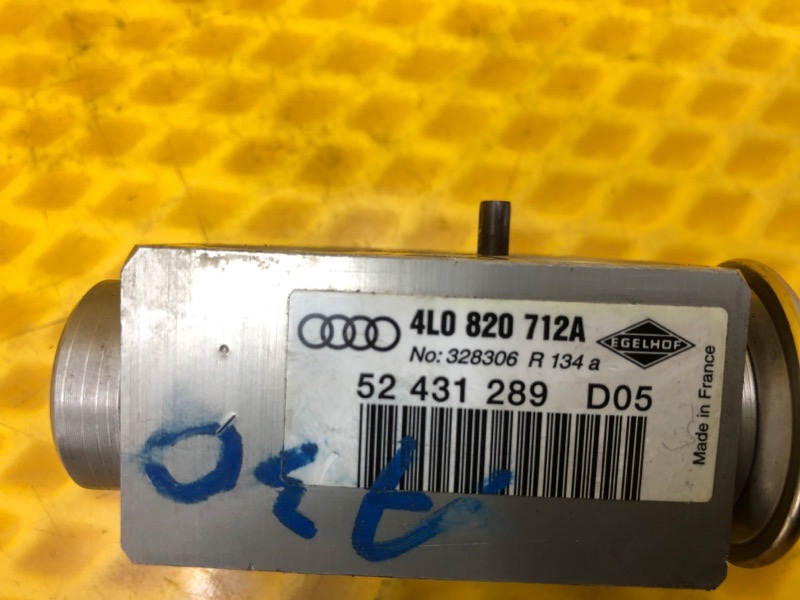 4L0 820 712A
EGELHOF
No: 328306 R 134 a
52 431 289 D05
Made in France